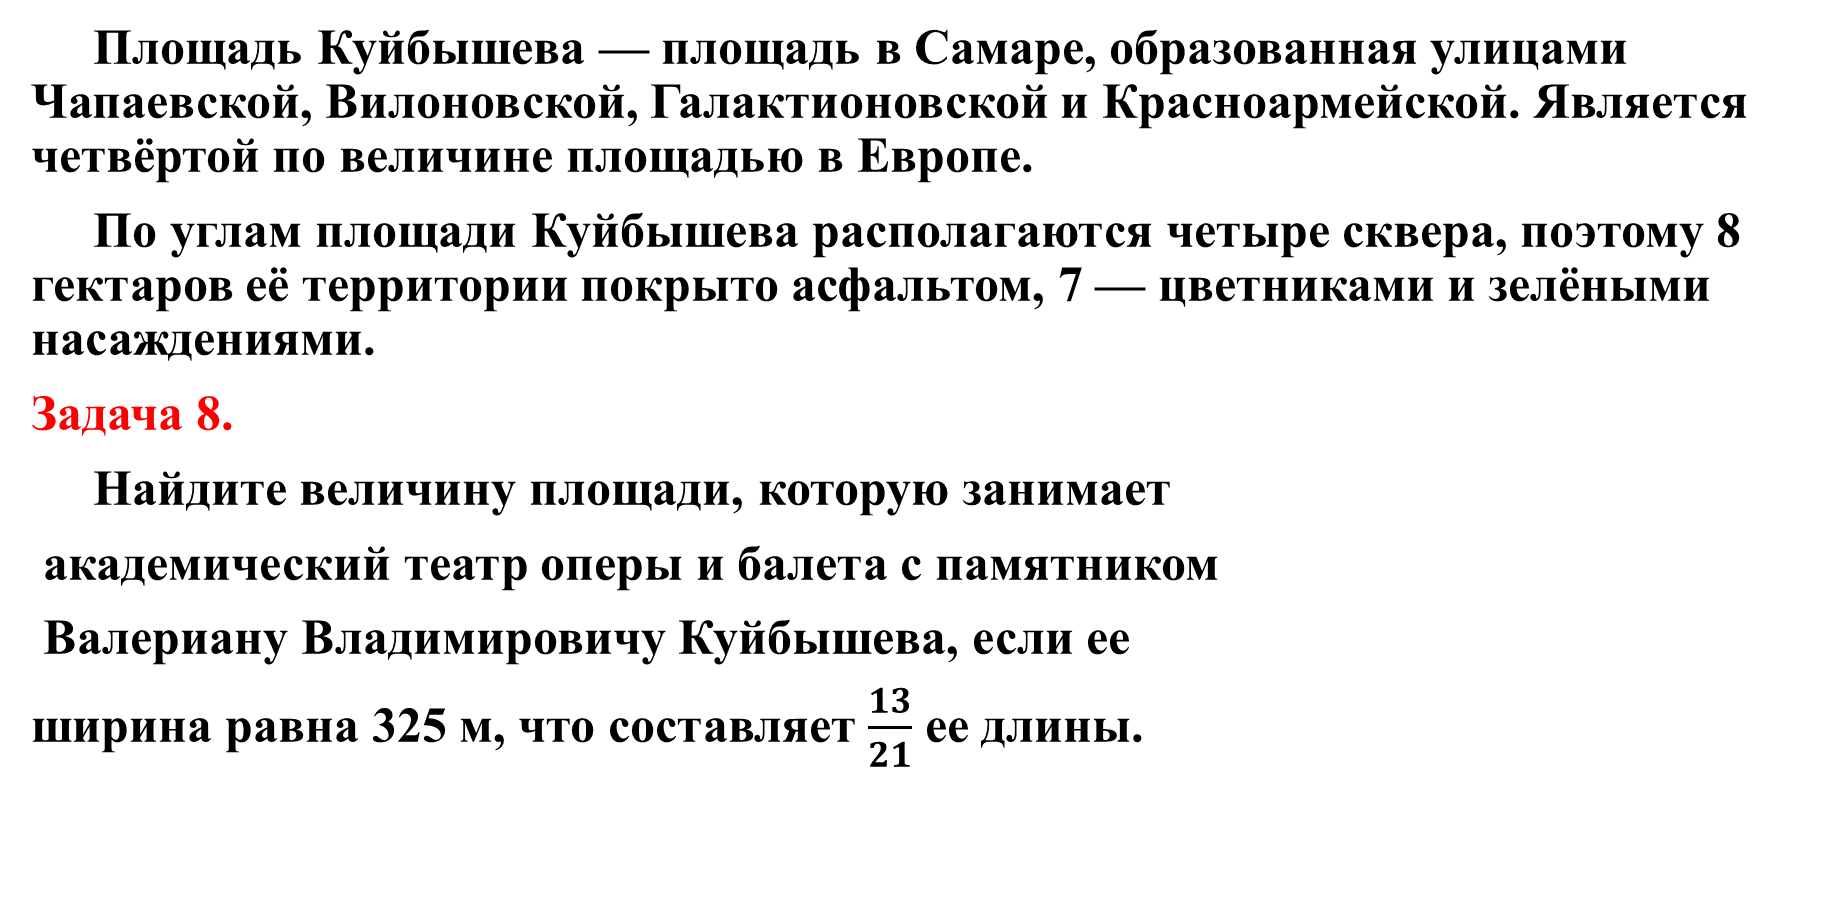 Площадь Куйбышева — площадь в Самаре, образованная улицами
Чапаевской, Вилоновской, Галактионовской и Красноармейской. Является
четвёртой по величине площадью в Европе.
По углам площади Куйбышева располагаются четыре сквера, поэтому 8
гектаров её территории покрыто асфальтом, 7 — цветниками и зелёными
насаждениями.
Задача 8.
Найдите величину площади, которую занимает
академический театр оперы и балета с памятником
Валериану Владимировичу Куйбышева, если ее
ширина равна 325 м, что составляет 13/21 ее длины.